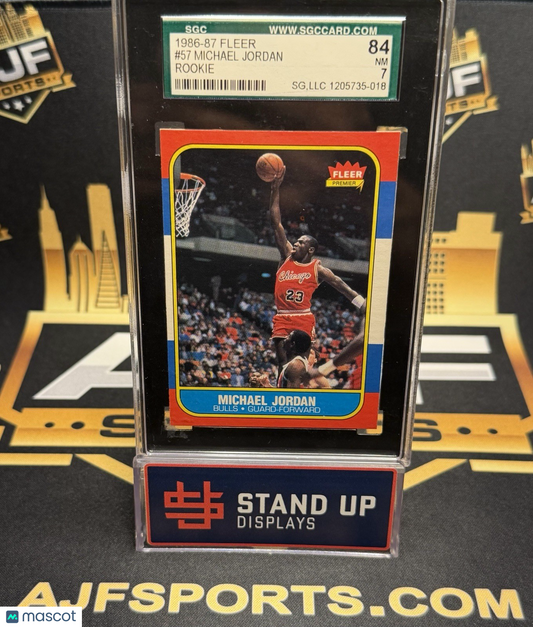 SGC WWW.SGCCARD.COM
1986-87 FLEER 84
#57 MICHAEL JORDAN NM
ROOKIE 7
SG,LLC 1205735-018
FLEER
PREMIER
Chicago
23
MICHAEL JORDAN
BULLS • GUARD-FORWARD
STAND UP
DISPLAYS
AJFSPORTS.COM
mascot